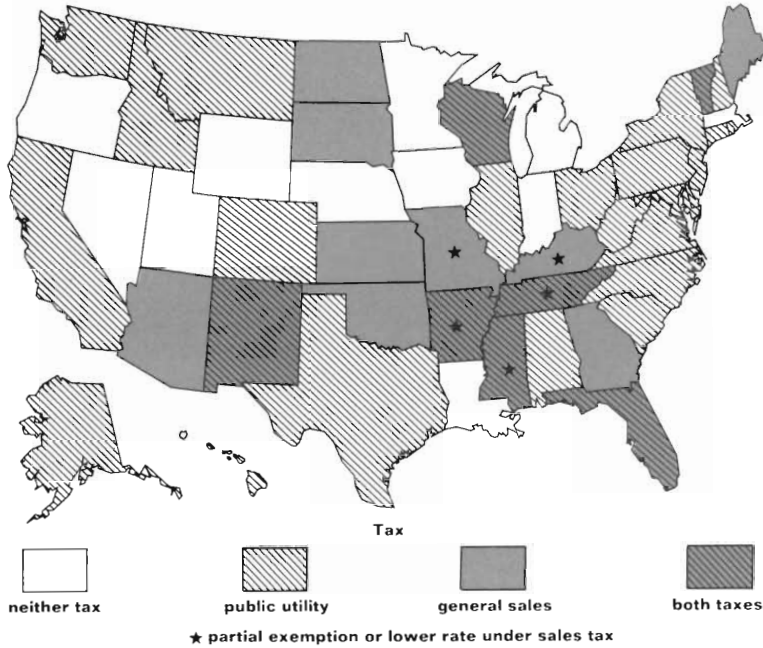 Tax
neither tax
public utility
general sales
both taxes
★ partial exemption or lower rate under sales tax